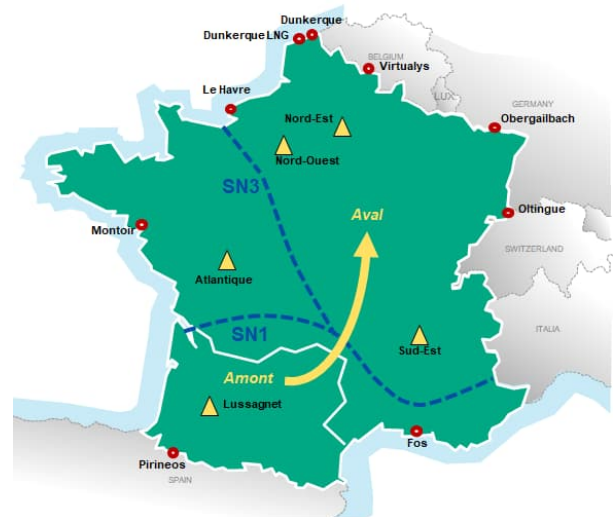 Dunkerque
Dunkerque LNG
BELGIUM
Virtualys
Le Havre
LUX
GERMANY
Nord-Est
Obergailbach
Nord-Ouest
SN3
Aval
Oltingue
Montoir
SWITZERLAND
Atlantique
ITALIA
SN1
Sud-Est
Amont
Lussagnet
Fos
Pirineos
SPAIN